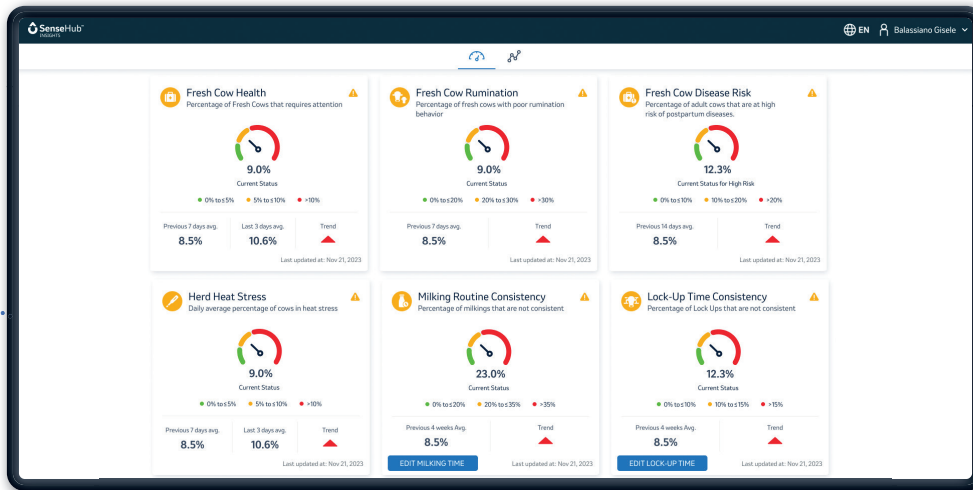 SenseHub™
INSIGHTS
EN
Balassiano Gisele
Fresh Cow Health
Percentage of Fresh Cows that requires attention
9.0%
Current Status
0% to ≤5%
5% to ≤10%
>10%
Previous 7 days avg.
Last 3 days avg.
Trend
8.5%
10.6%
Last updated at: Nov 21, 2023
Fresh Cow Rumination
Percentage of fresh cows with poor rumination
behavior
9.0%
Current Status
0% to ≤20%
20% to ≤30%
>30%
Previous 7 days avg.
Trend
8.5%
Last updated at: Nov 21, 2023
Fresh Cow Disease Risk
Percentage of adult cows that are at high
risk of postpartum diseases.
12.3%
Current Status for High Risk
0% to ≤10%
10% to ≤20%
>20%
Previous 14 days avg.
Trend
8.5%
Last updated at: Nov 21, 2023
Herd Heat Stress
Daily average percentage of cows in heat stress
9.0%
Current Status
0% to ≤5%
5% to ≤10%
>10%
Previous 7 days avg.
Last 3 days avg.
Trend
8.5%
10.6%
Last updated at: Nov 21, 2023
Milking Routine Consistency
Percentage of milkings that are not consistent
23.0%
Current Status
0% to ≤20%
20% to ≤35%
>35%
Previous 4 weeks Avg.
Trend
8.5%
EDIT MILKING TIME
Last updated at: Nov 21, 2023
Lock-Up Time Consistency
Percentage of Lock Ups that are not consistent
12.3%
Current Status
0% to ≤10%
10% to ≤15%
>15%
Previous 4 weeks Avg.
Trend
8.5%
EDIT LOCK-UP TIME
Last updated at: Nov 21, 2023